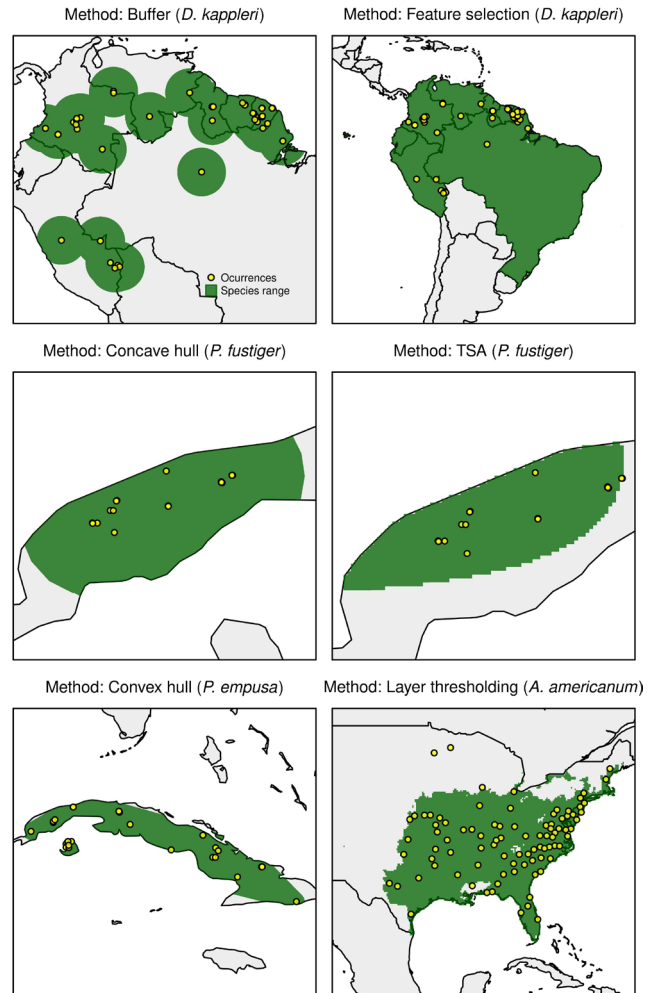 Method: Buffer (D. kappleri)
Method: Feature selection (D. kappleri)
Ocurrences
Species range
Method: Concave hull (P. fustiger)
Method: TSA (P. fustiger)
Method: Convex hull (P. empusa)
Method: Layer thresholding (A. americanum)